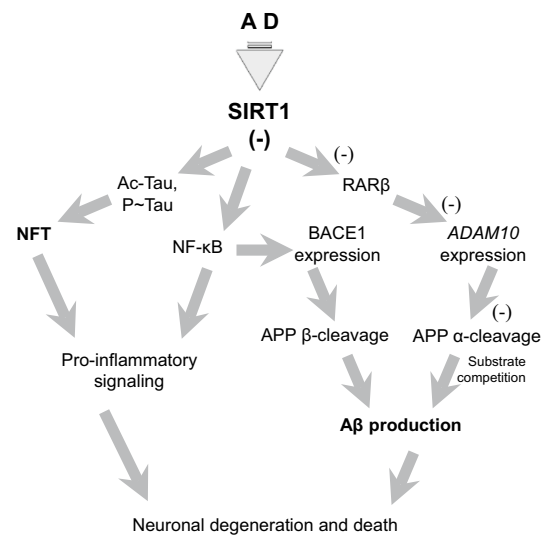 A D
SIRT1
(-)
(-)
Ac-Tau,
P~Tau
RARβ
(-)
NFT
NF-κB
BACE1
expression
ADAM10
expression
(-)
APP β-cleavage
APP α-cleavage
Pro-inflammatory
signaling
Substrate
competition
Aβ production
Neuronal degeneration and death